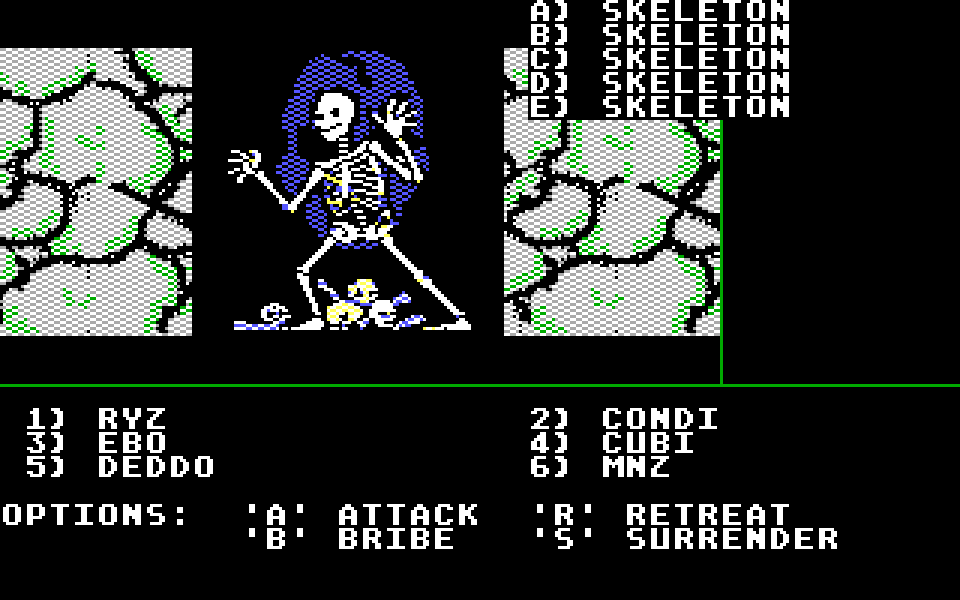 A) SKELETON
B) SKELETON
C) SKELETON
D) SKELETON
E) SKELETON
1) RYZ 2) CONDI
3) EBO 4) CUBI
5) DEDDO 6) MNZ
OPTIONS: 'A' ATTACK 'R' RETREAT
'B' BRIBE 'S' SURRENDER